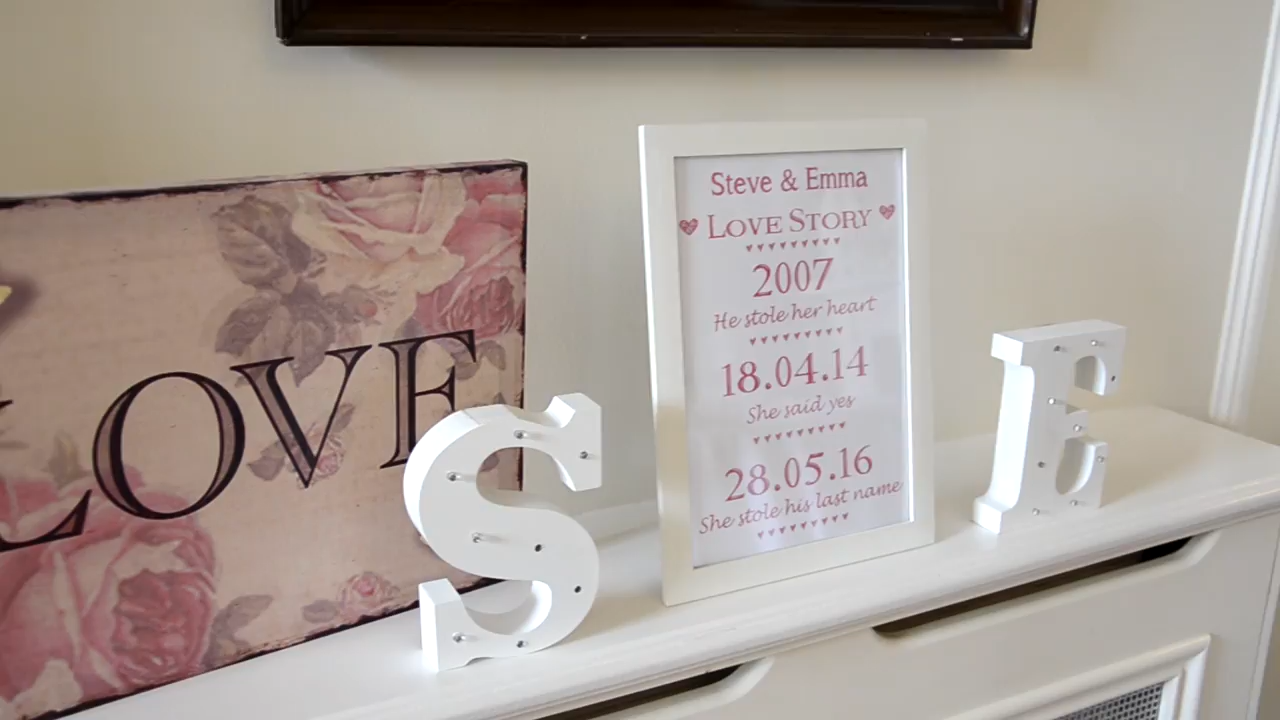 LOVE
S
Steve & Emma
LOVE STORY
2007
He stole her heart
18.04.14
She said yes
28.05.16
She stole his last name
E